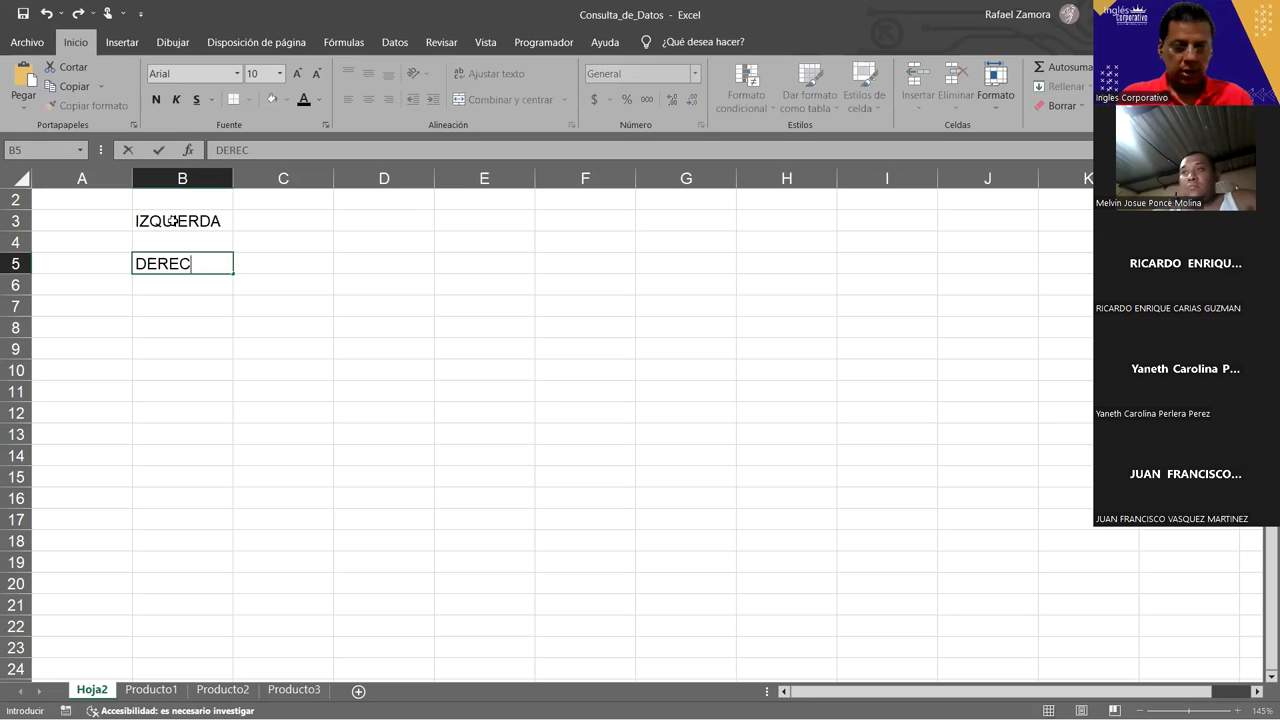 Consulta_de_Datos - Excel
Rafael Zamora
Archivo Inicio Insertar Dibujar Disposición de página Fórmulas Datos Revisar Vista Programador Ayuda ¿Qué desea hacer?
Pegar
Cortar
Copiar
Copiar formato
Portapapeles
Arial 10
N K S
Fuente
Ajustar texto
Combinar y centrar
Alineación
General
$ % 000
Número
Formato condicional
Dar formato como tabla
Estilos de celda
Estilos
Insertar Eliminar Formato
Celdas
Autosuma
Rellenar
Borrar
B5 fx DEREC
A B C D E F G H I J K
2
3 IZQUERDA
4
5 DEREC
6
7
8
9
10
11
12
13
14
15
16
17
18
19
20
21
22
23
24
Hoja2 Producto1 Producto2 Producto3
Introducir Accesibilidad: es necesario investigar 145%
Inglés Corporativo
Ingles Corporativo
Melvin Josue Ponce Molina
RICARDO ENRIQU...
RICARDO ENRIQUE CARIAS GUZMAN
Yaneth Carolina P...
Yaneth Carolina Perlera Perez
JUAN FRANCISCO...
JUAN FRANCISCO VASQUEZ MARTINEZ